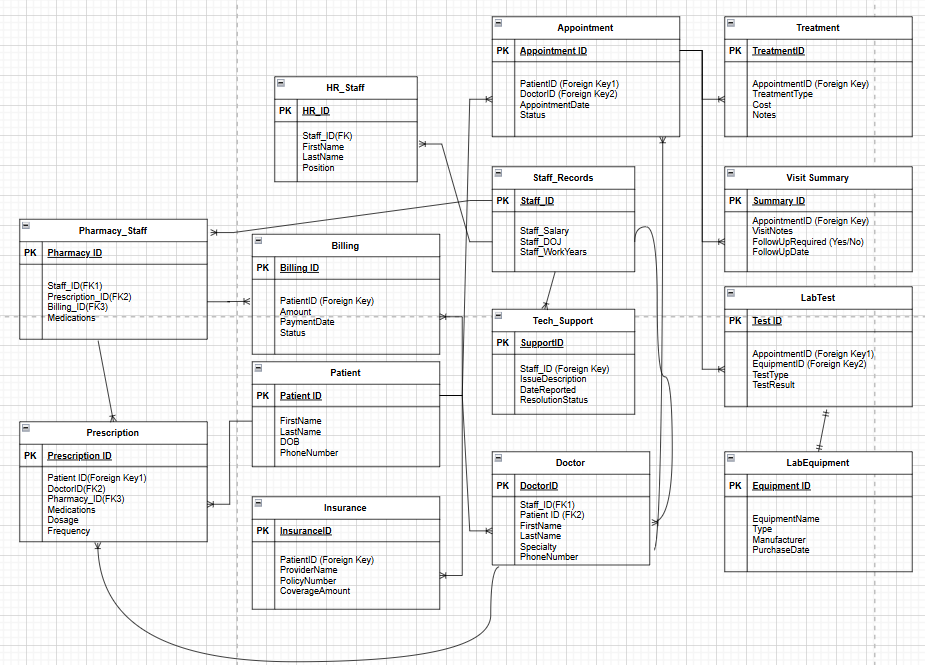 Appointment
PK Appointment ID
PatientID (Foreign Key1)
DoctorID (Foreign Key2)
AppointmentDate
Status
Treatment
PK TreatmentID
AppointmentID (Foreign Key)
TreatmentType
Cost
Notes
HR_Staff
PK HR_ID
Staff_ID(FK)
FirstName
LastName
Position
Staff_Records
PK Staff_ID
Staff_Salary
Staff_DOJ
Staff_WorkYears
Visit Summary
PK Summary ID
AppointmentID (Foreign Key)
VisitNotes
FollowUpRequired (Yes/No)
FollowUpDate
Pharmacy_Staff
PK Pharmacy ID
Staff_ID(FK1)
Prescription_ID(FK2)
Billing_ID(FK3)
Medications
Billing
PK Billing ID
PatientID (Foreign Key)
Amount
PaymentDate
Status
Tech_Support
PK SupportID
Staff_ID (Foreign Key)
IssueDescription
DateReported
ResolutionStatus
LabTest
PK Test ID
AppointmentID (Foreign Key1)
EquipmentID (Foreign Key2)
TestType
TestResult
Patient
PK Patient ID
FirstName
LastName
DOB
PhoneNumber
Prescription
PK Prescription ID
Patient ID(Foreign Key1)
DoctorID(FK2)
Pharmacy_ID(FK3)
Medications
Dosage
Frequency
Insurance
PK InsuranceID
PatientID (Foreign Key)
ProviderName
PolicyNumber
CoverageAmount
Doctor
PK DoctorID
Staff_ID(FK1)
Patient ID (FK2)
FirstName
LastName
Specialty
PhoneNumber
LabEquipment
PK Equipment ID
EquipmentName
Type
Manufacturer
PurchaseDate